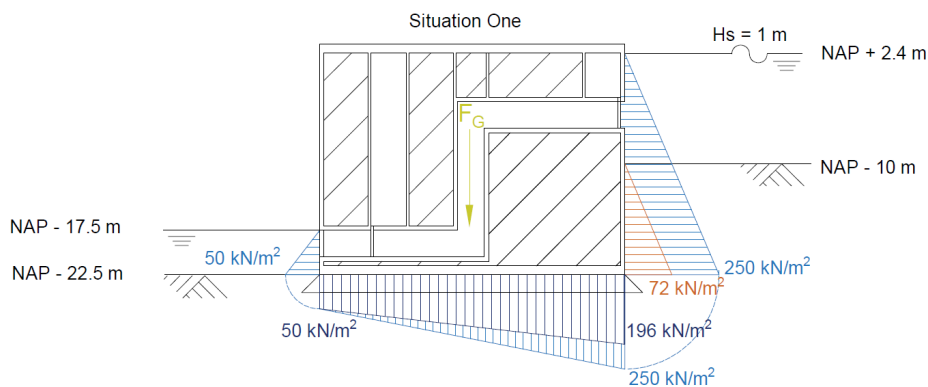 Situation One
Hs = 1 m
NAP + 2.4 m
F_G
NAP - 10 m
NAP - 17.5 m
50 kN/m²
NAP - 22.5 m
250 kN/m²
72 kN/m²
50 kN/m²
196 kN/m²
250 kN/m²